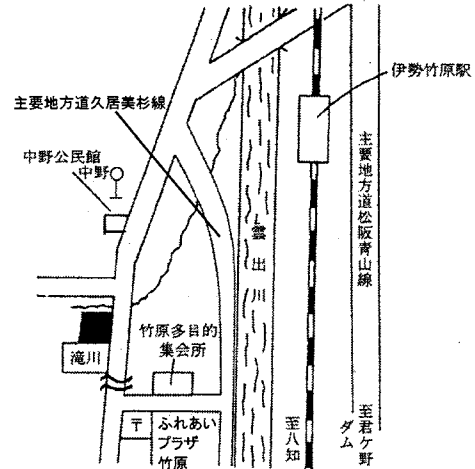 伊勢竹原駅
主要地方道久居美杉線
中野公民館
中野
主要地方道松阪青山線
雲出川
竹原多目的
集会所
滝川
〒
ふれあい
プラザ
竹原
至八知
至君ケ野
ダム